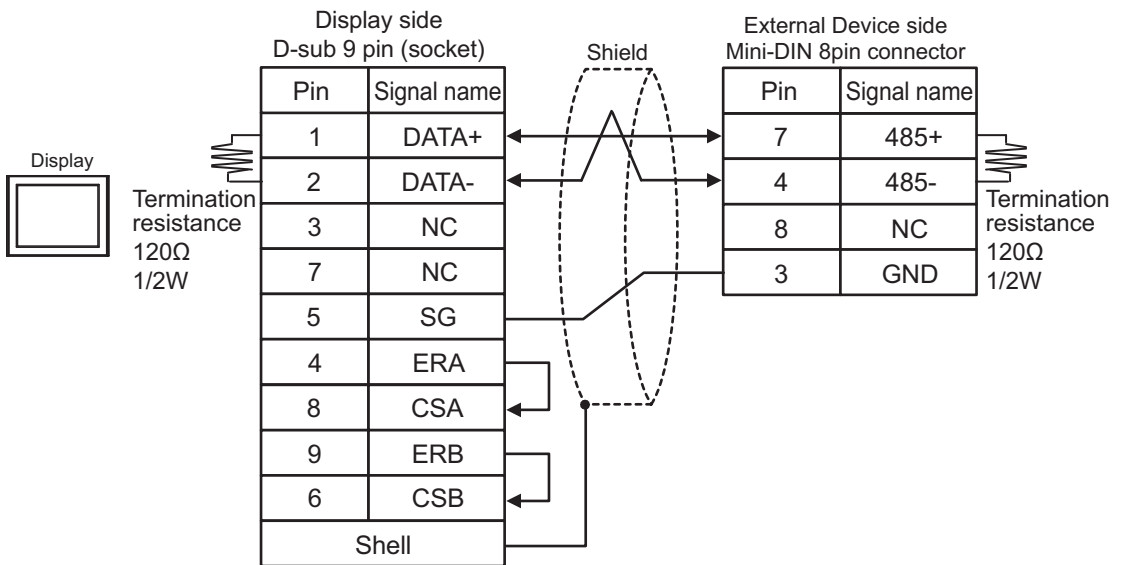 Display side
D-sub 9 pin (socket)
Shield
External Device side
Mini-DIN 8pin connector
Pin Signal name
1 DATA+
2 DATA-
3 NC
7 NC
5 SG
4 ERA
8 CSA
9 ERB
6 CSB
Shell
Pin Signal name
7 485+
4 485-
8 NC
3 GND
Display
Termination
resistance
120Ω
1/2W
Termination
resistance
120Ω
1/2W